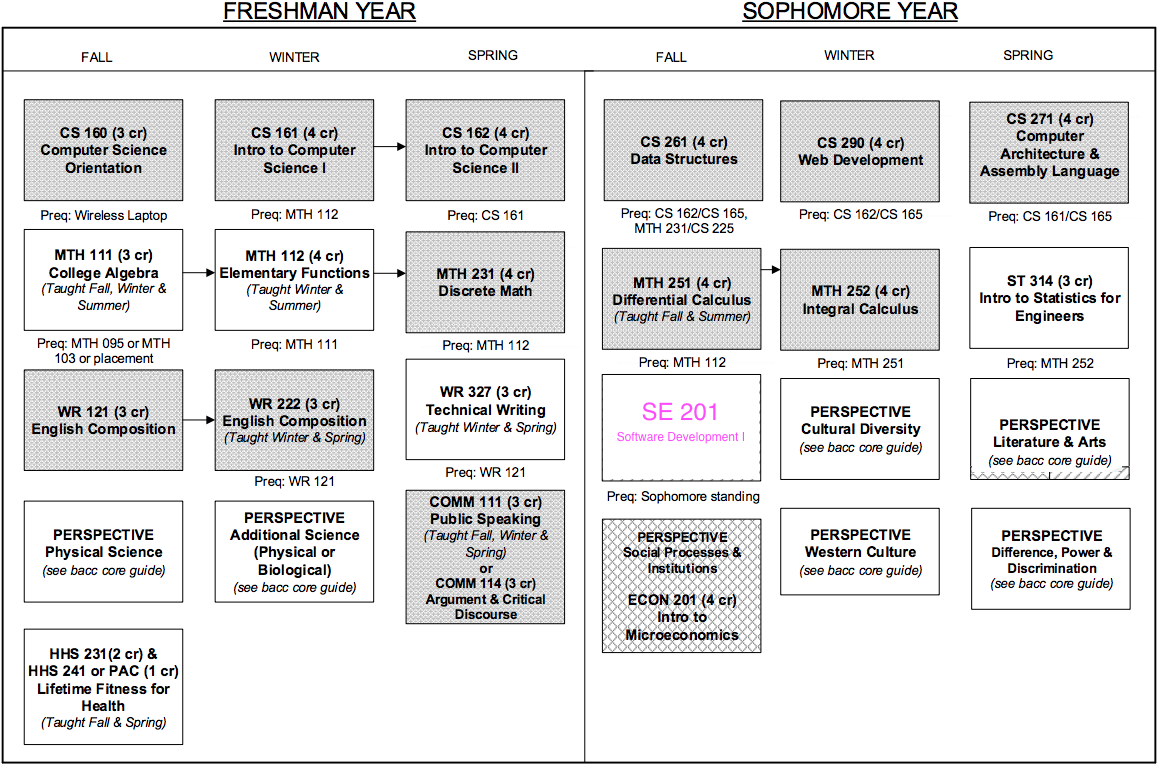 FRESHMAN YEAR
SOPHOMORE YEAR
FALL
WINTER
SPRING
FALL
WINTER
SPRING
CS 160 (3 cr)
Computer Science
Orientation
Preq: Wireless Laptop
CS 161 (4 cr)
Intro to Computer
Science I
Preq: MTH 112
CS 162 (4 cr)
Intro to Computer
Science II
Preq: CS 161
CS 261 (4 cr)
Data Structures
Preq: CS 162/CS 165,
MTH 231/CS 225
CS 290 (4 cr)
Web Development
Preq: CS 162/CS 165
CS 271 (4 cr)
Computer
Architecture &
Assembly Language
Preq: CS 161/CS 165
MTH 111 (3 cr)
College Algebra
(Taught Fall, Winter &
Summer)
Preq: MTH 095 or MTH
103 or placement
MTH 112 (4 cr)
Elementary Functions
(Taught Winter &
Summer)
Preq: MTH 111
MTH 231 (4 cr)
Discrete Math
Preq: MTH 112
MTH 251 (4 cr)
Differential Calculus
(Taught Fall & Summer)
Preq: MTH 112
MTH 252 (4 cr)
Integral Calculus
Preq: MTH 251
ST 314 (3 cr)
Intro to Statistics for
Engineers
Preq: MTH 252
WR 121 (3 cr)
English Composition
WR 222 (3 cr)
English Composition
(Taught Winter & Spring)
Preq: WR 121
WR 327 (3 cr)
Technical Writing
(Taught Winter & Spring)
Preq: WR 121
SE 201
Software Development I
Preq: Sophomore standing
PERSPECTIVE
Cultural Diversity
(see bacc core guide)
PERSPECTIVE
Literature & Arts
(see bacc core guide)
PERSPECTIVE
Physical Science
(see bacc core guide)
PERSPECTIVE
Additional Science
(Physical or
Biological)
(see bacc core guide)
COMM 111 (3 cr)
Public Speaking
(Taught Fall, Winter &
Spring)
or
COMM 114 (3 cr)
Argument & Critical
Discourse
PERSPECTIVE
Social Processes &
Institutions
ECON 201 (4 cr)
Intro to
Microeconomics
PERSPECTIVE
Western Culture
(see bacc core guide)
PERSPECTIVE
Difference, Power &
Discrimination
(see bacc core guide)
HHS 231(2 cr) &
HHS 241 or PAC (1 cr)
Lifetime Fitness for
Health
(Taught Fall & Spring)